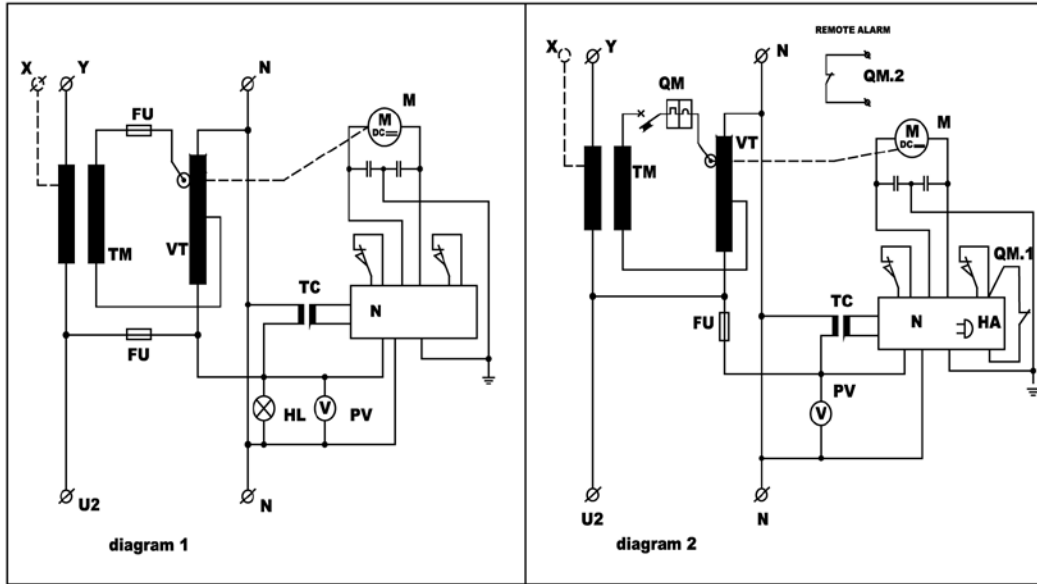 X
Y
N
FU
M
M
DC
TM
VT
TC
N
FU
HL
V
PV
U2
N
diagram 1
REMOTE ALARM
X
Y
N
QM.2
QM
M
M
DC
TM
VT
QM.1
TC
N
HA
FU
PV
V
U2
N
diagram 2